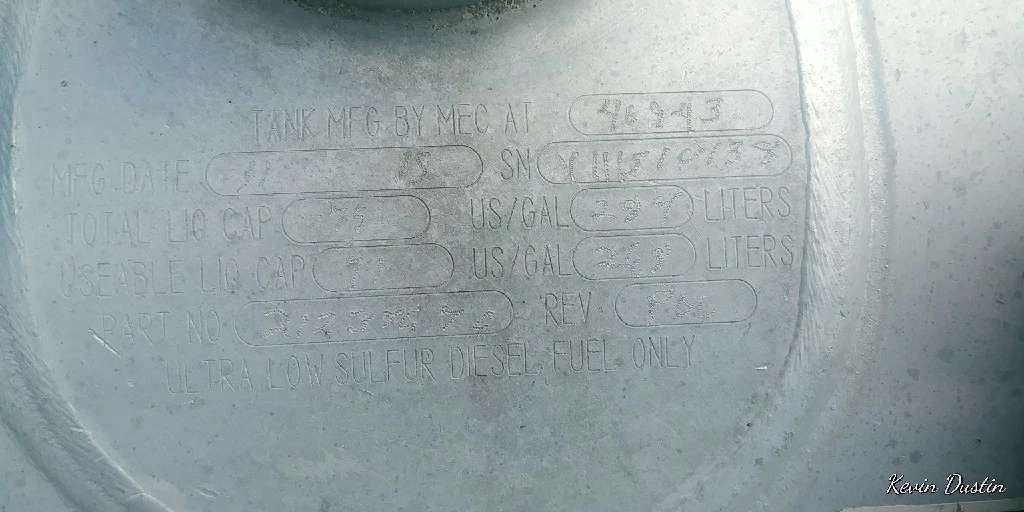 TANK MFG BY MEC AT 46943
MFG DATE 11 15 SN
TOTAL LIQ CAP US/GAL LITERS
USEABLE LIQ CAP US/GAL LITERS
PART NO REV
ULTRA LOW SULFUR DIESEL FUEL ONLY
Kevin Dustin